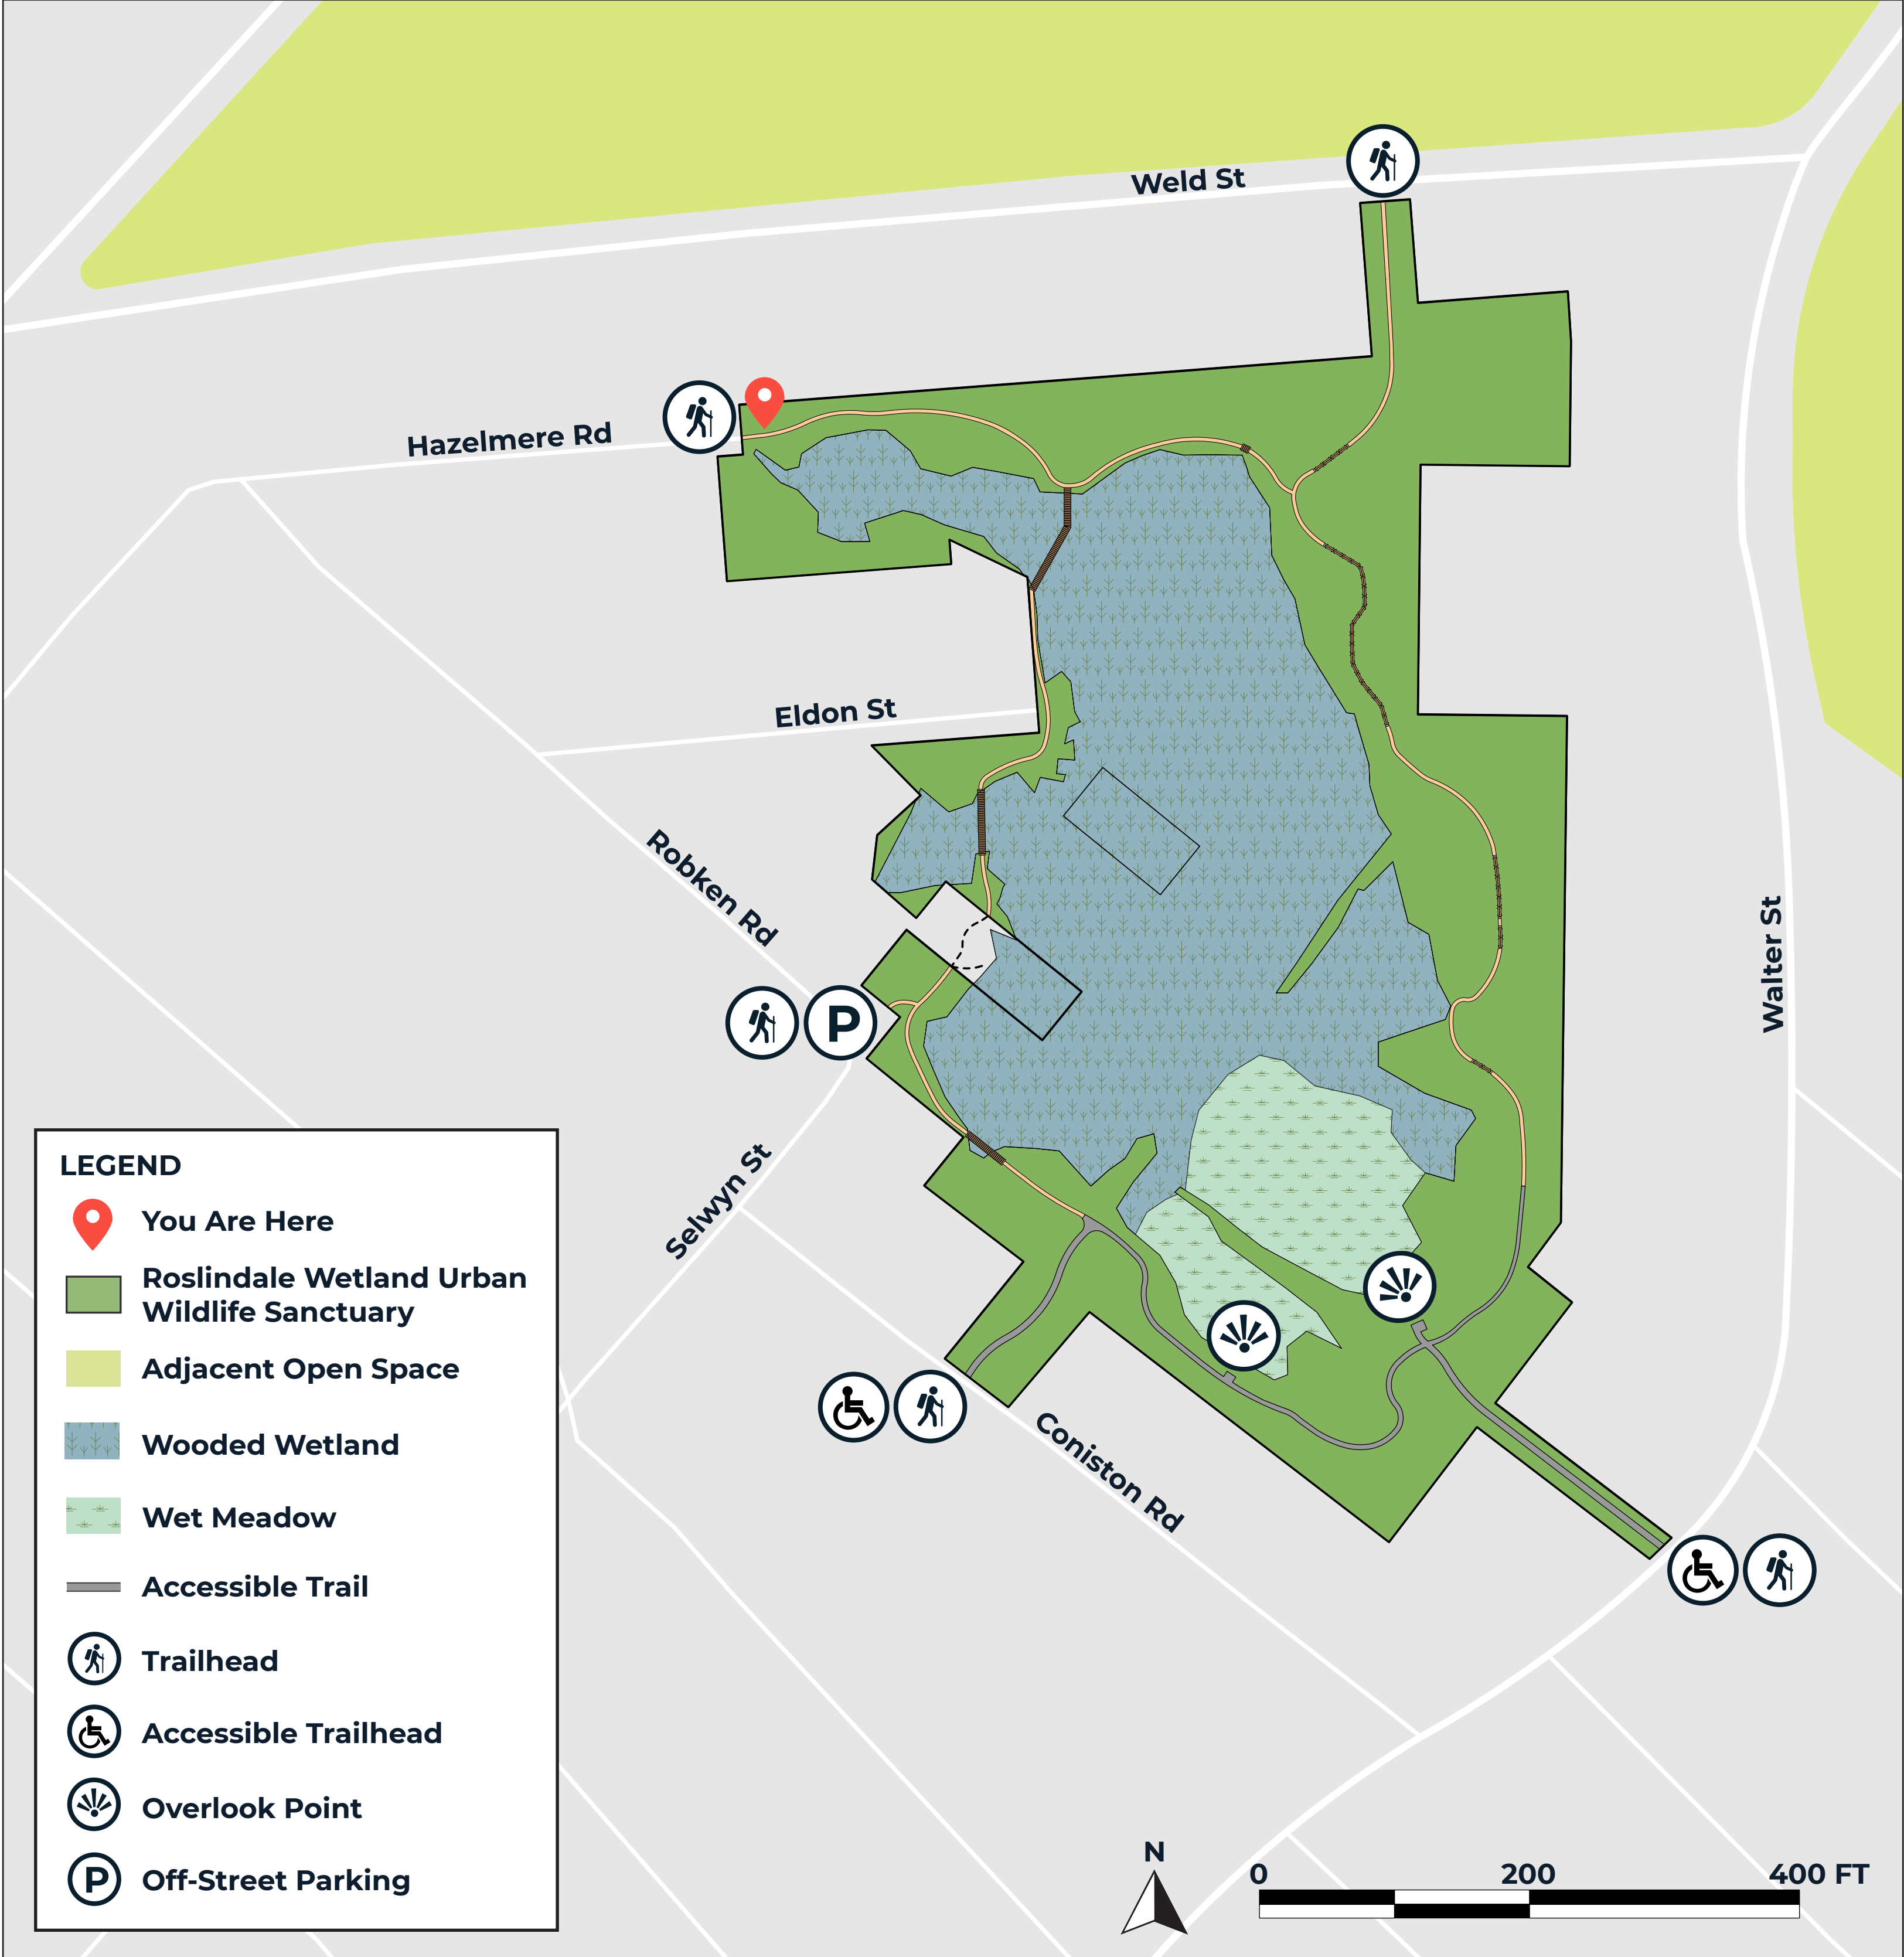 Weld St
Hazelmere Rd
Eldon St
Robken Rd
P
Walter St
Selwyn St
Coniston Rd
LEGEND
You Are Here
Roslindale Wetland Urban
Wildlife Sanctuary
Adjacent Open Space
Wooded Wetland
Wet Meadow
Accessible Trail
Trailhead
Accessible Trailhead
Overlook Point
P Off-Street Parking
N
0 200 400 FT